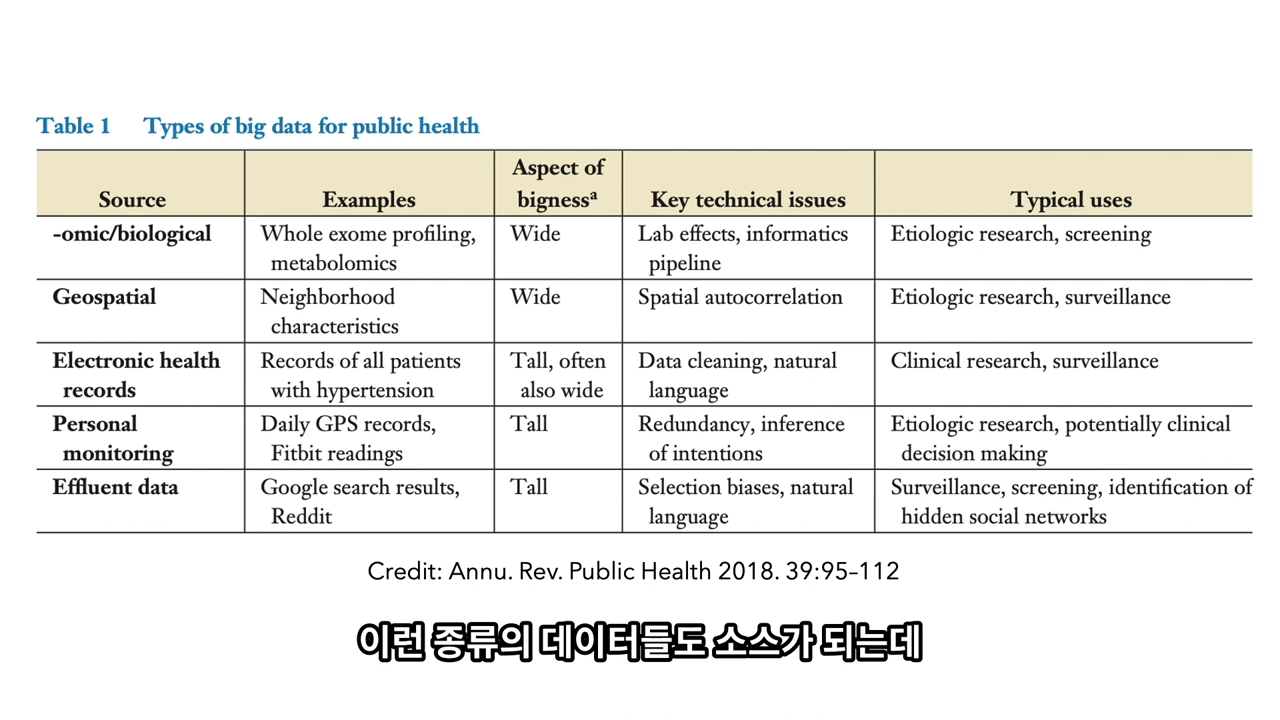 Table 1 Types of big data for public health
Source Examples Aspect of bignessᵃ Key technical issues Typical uses
-omic/biological Whole exome profiling, metabolomics Wide Lab effects, informatics pipeline Etiologic research, screening
Geospatial Neighborhood characteristics Wide Spatial autocorrelation Etiologic research, surveillance
Electronic health records Records of all patients with hypertension Tall, often also wide Data cleaning, natural language Clinical research, surveillance
Personal monitoring Daily GPS records, Fitbit readings Tall Redundancy, inference of intentions Etiologic research, potentially clinical decision making
Effluent data Google search results, Reddit Tall Selection biases, natural language Surveillance, screening, identification of hidden social networks
Credit: Annu. Rev. Public Health 2018. 39:95–112
이런 종류의 데이터들도 소스가 되는데